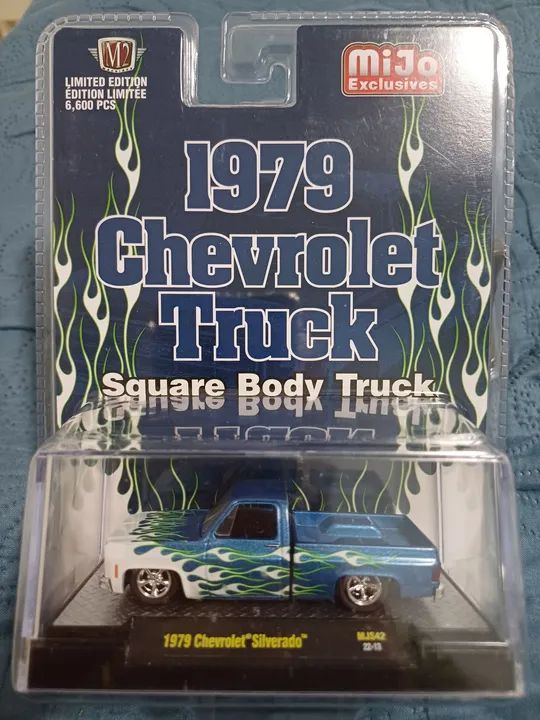 M2
LIMITED EDITION
ÉDITION LIMITÉE
6,600 PCS
MiJo
Exclusives
1979
Chevrolet
Truck
Square Body Truck
1979 Chevrolet® Silverado™
MJS42
22-13